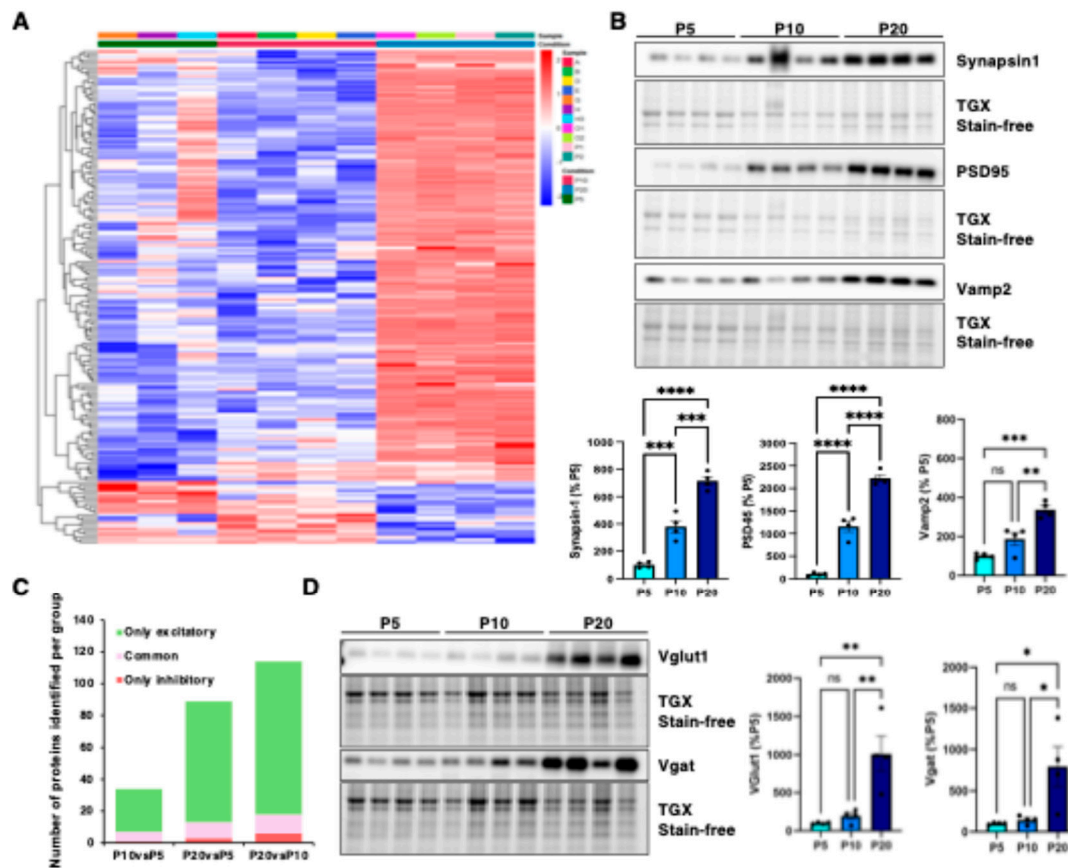 A
Sample
Condition
Sample
A
B
D
E
G
H
Condition
P10
P20
P5
B
P5 P10 P20
Synapsin1
TGX
Stain-free
PSD95
TGX
Stain-free
Vamp2
TGX
Stain-free
Synapsin-1 (% P5)
1000
800
600
400
200
0
**** 
*** ***
P5 P10 P20
PSD-95 (% P5)
3000
2500
2000
1500
1000
500
0
****
**** ****
P5 P10 P20
Vamp2 (% P5)
600
400
200
0
***
ns **
P5 P10 P20
C
Number of proteins identified per group
140
120
100
80
60
40
20
0
Only excitatory
Common
Only inhibitory
P10vsP5 P20vsP5 P20vsP10
D
P5 P10 P20
Vglut1
TGX
Stain-free
Vgat
TGX
Stain-free
VGlut1 (%P5)
2000
1500
1000
500
0
**
ns **
P5 P10 P20
Vgat (%P5)
2000
1500
1000
500
0
*
ns *
P5 P10 P20